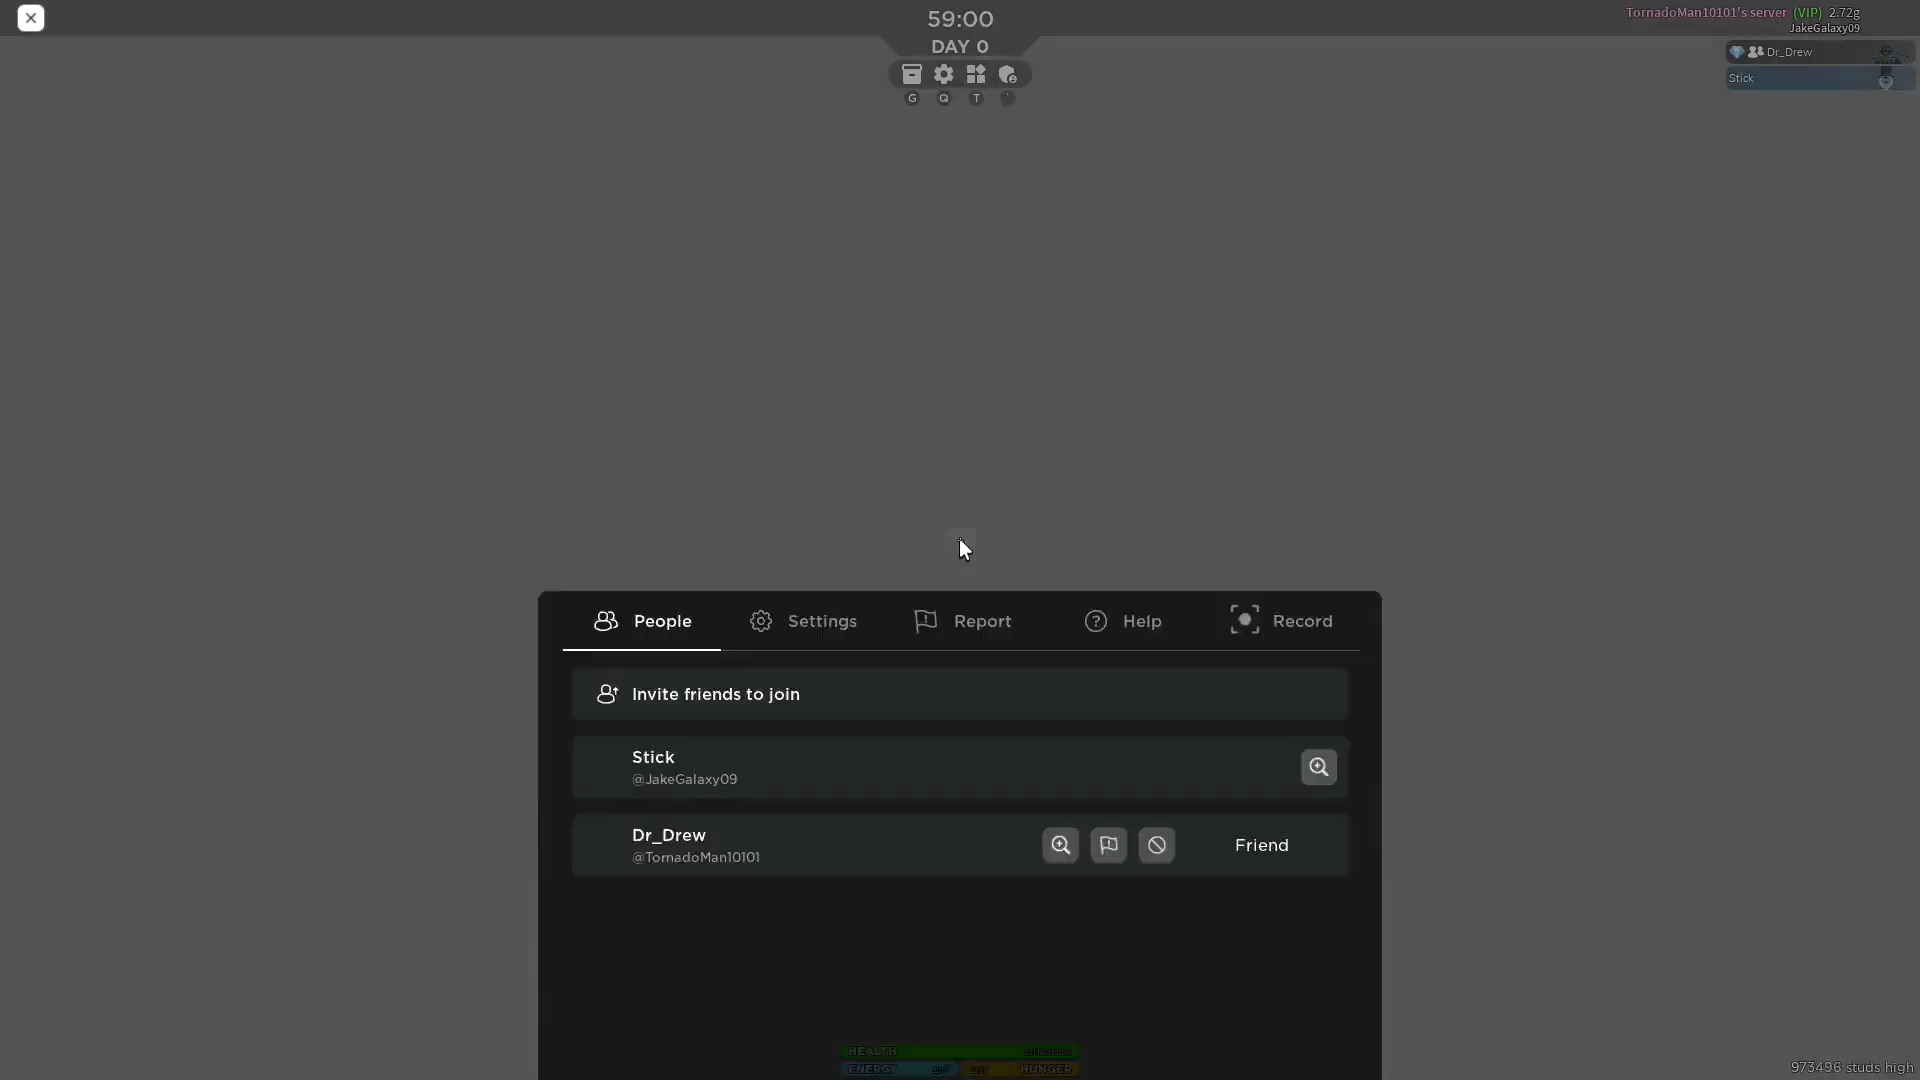 59:00
DAY 0
G Q T
TornadoMan10101's server (VIP) 2.72g
JakeGalaxy09
Dr_Drew
Stick
People Settings Report Help Record
Invite friends to join
Stick
@JakeGalaxy09
Dr_Drew
@TornadoMan10101
Friend
HEALTH
ENERGY HUNGER
973496 studs high